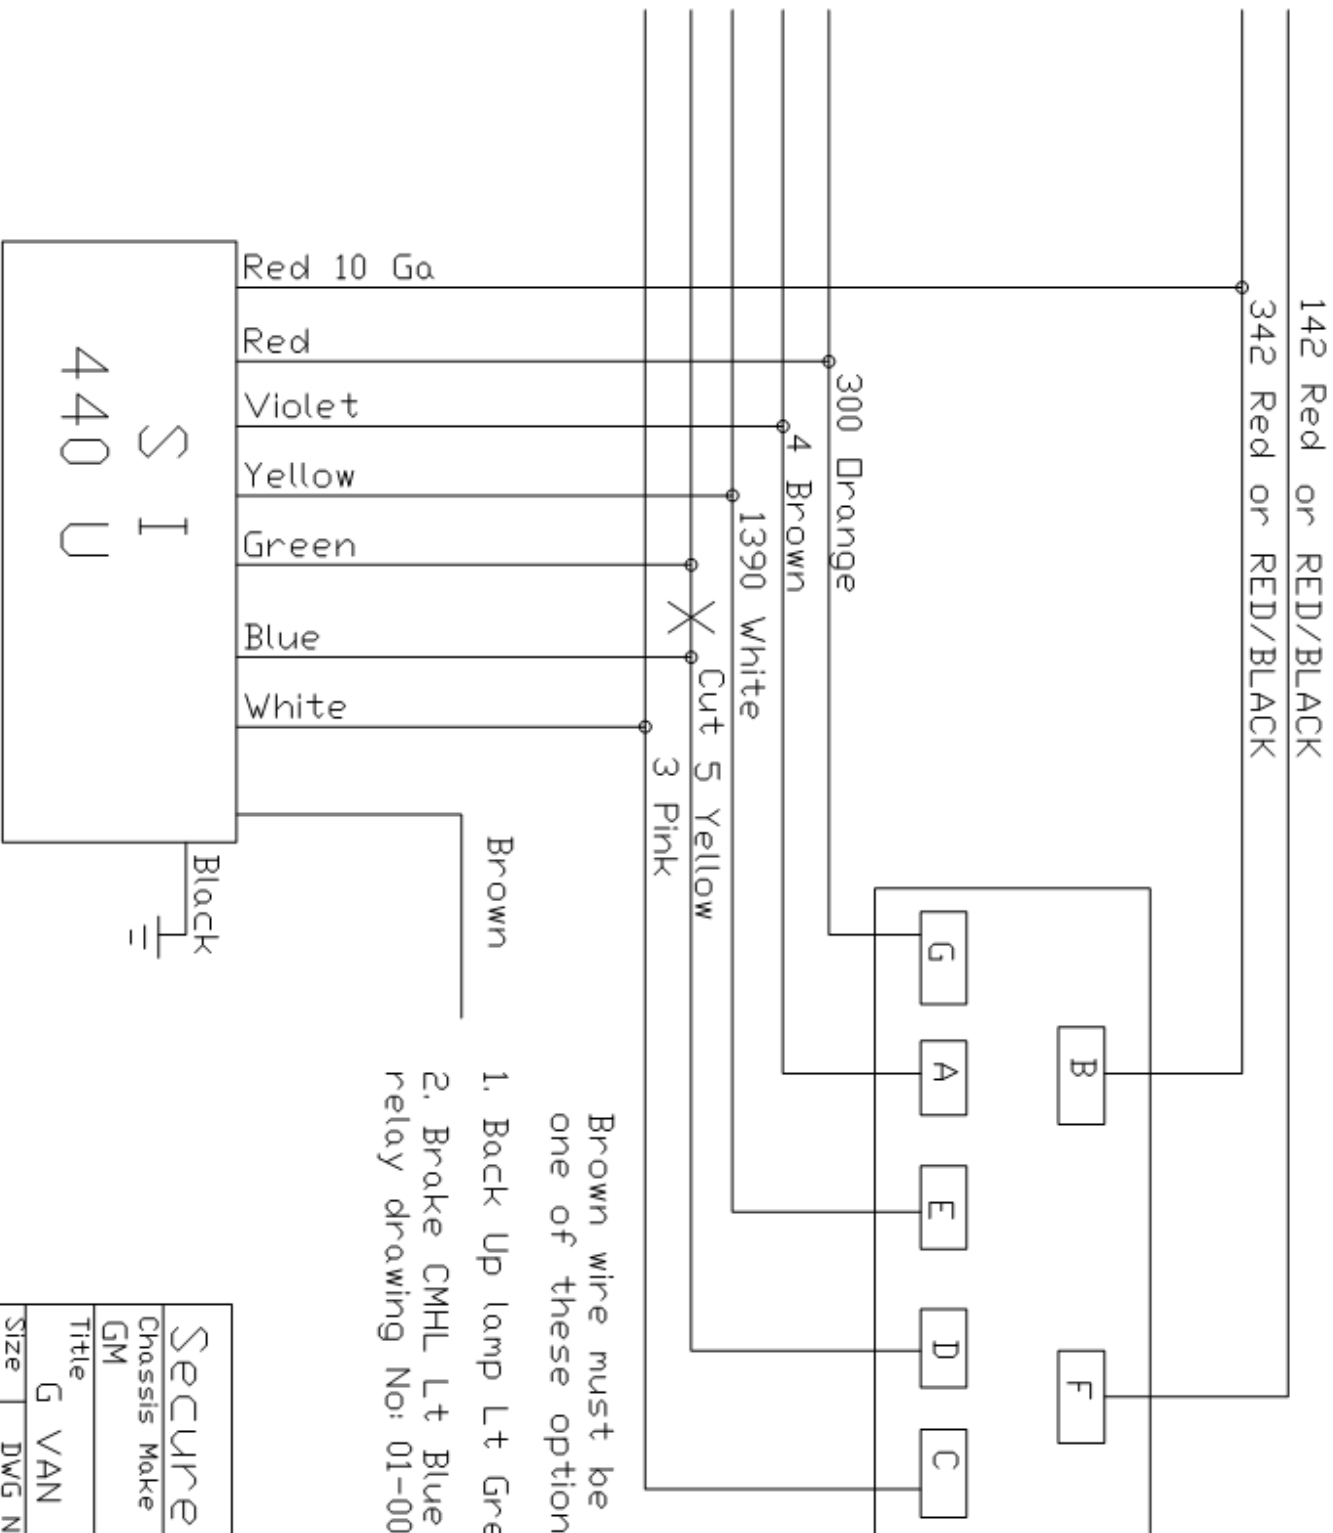 142 Red or RED/BLACK
342 Red or RED/BLACK
300 Orange
4 Brown
1390 White
Cut 5 Yellow
3 Pink
Red 10 Ga
Red
Violet
Yellow
Green
Blue
White
Brown
Black
S I
440 U
G
A
E
D
C
B
F
Brown wire must be
one of these option
1. Back Up lamp Lt Gre
2. Brake CMHL Lt Blue
relay drawing No: 01-00
Secure
Chassis Make
GM
Title
G VAN
Size
DWG N